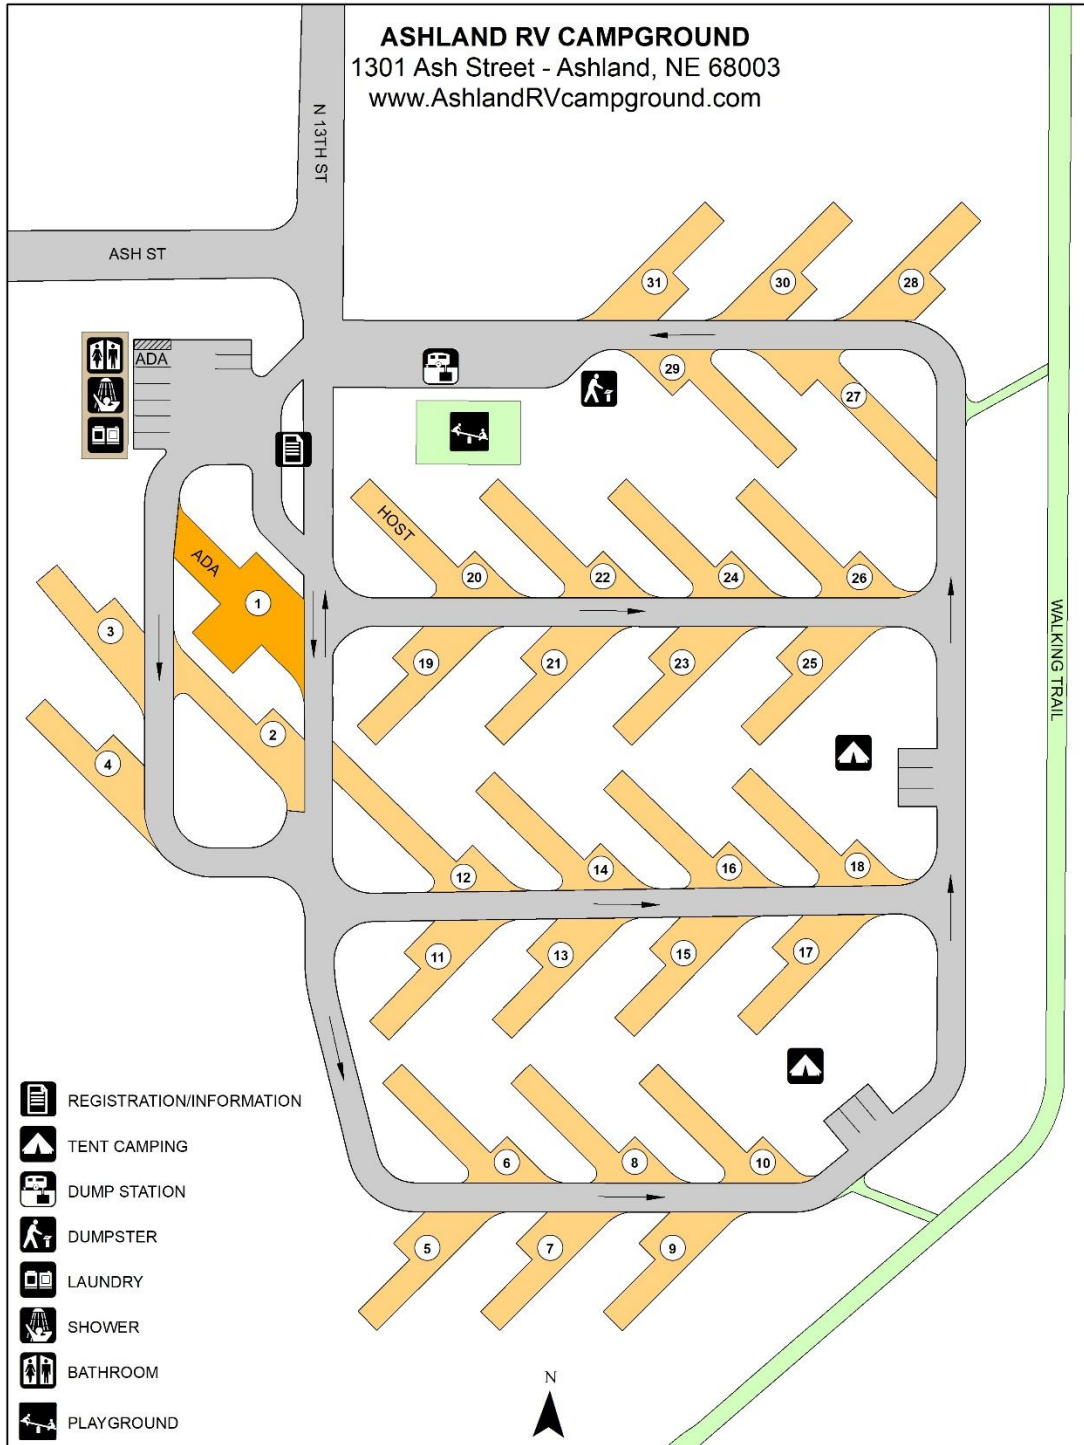 ASHLAND RV CAMPGROUND
1301 Ash Street - Ashland, NE 68003
www.AshlandRVcampground.com
N 13TH ST
ASH ST
31
30
28
ADA
29
27
HOST
ADA
20
22
24
26
1
3
19
21
23
25
WALKING TRAIL
2
4
12
14
16
18
11
13
15
17
6
8
10
5
7
9
REGISTRATION/INFORMATION
TENT CAMPING
DUMP STATION
DUMPSTER
LAUNDRY
SHOWER
BATHROOM
PLAYGROUND
N